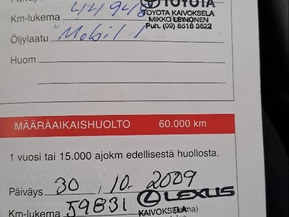 TOYOTA
Km-lukema 44948 TOYOTA KAIVOKSELA
MIKKO LEINONEN
Öljylaatu "Mobil 1 Puh. (09) 8518 3622
Huom
MÄÄRÄAIKAISHUOLTO 60.000 km
1 vuosi tai 15.000 ajokm edellisestä huollosta.
Päiväys 30, 10. 2009
LEXUS
Km-lukema 59831 KAIVOKSELA